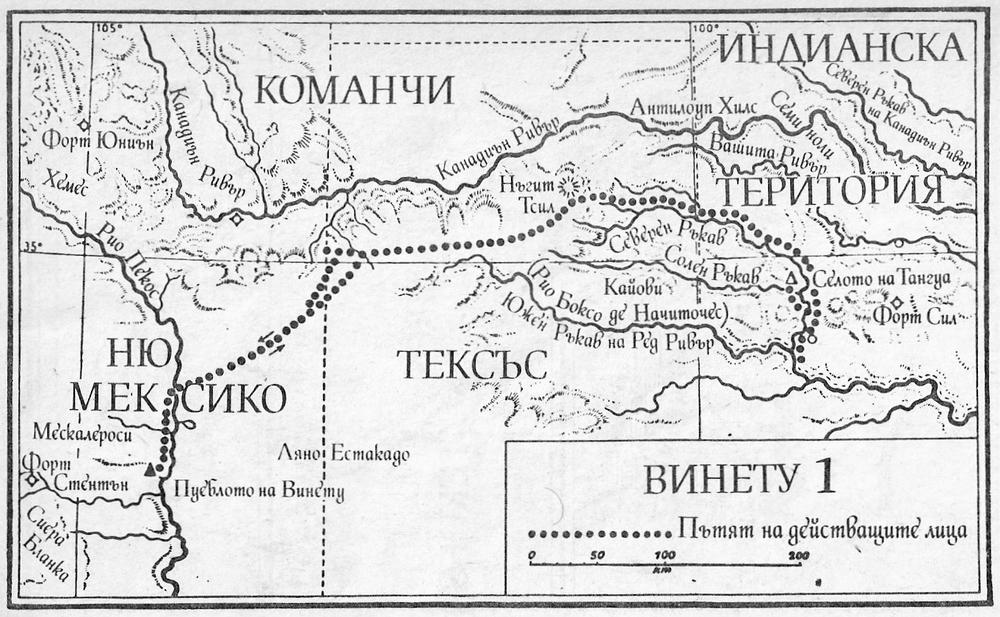 105°
100°
ИНДИАНСКА
КОМАНЧИ
Северен Ръкав
на Канадиън Ривър
Антилоуп Хилс
Семиноли
Канадиън Ривър
Канадиън Ривър
Форт Юниън
Вашита Ривър
Хемес
Нъгит
Тсил
ТЕРИТОРИЯ
35°
Рио Пекос
Северен Ръкав
Солен Ръкав
Селото на Тангуа
Кайови
Рио Боксо де Начиточес)
Форт Сил
Южен Ръкав на Ред Ривър
НЮ
МЕКСИКО
ТЕКСЪС
Мескалероси
Форт
Стентън
Ляно Естакадо
Пуеблото на Винету
Сиера
Бланка
ВИНЕТУ 1
Пътят на действащите лица
0 50 100 200
km